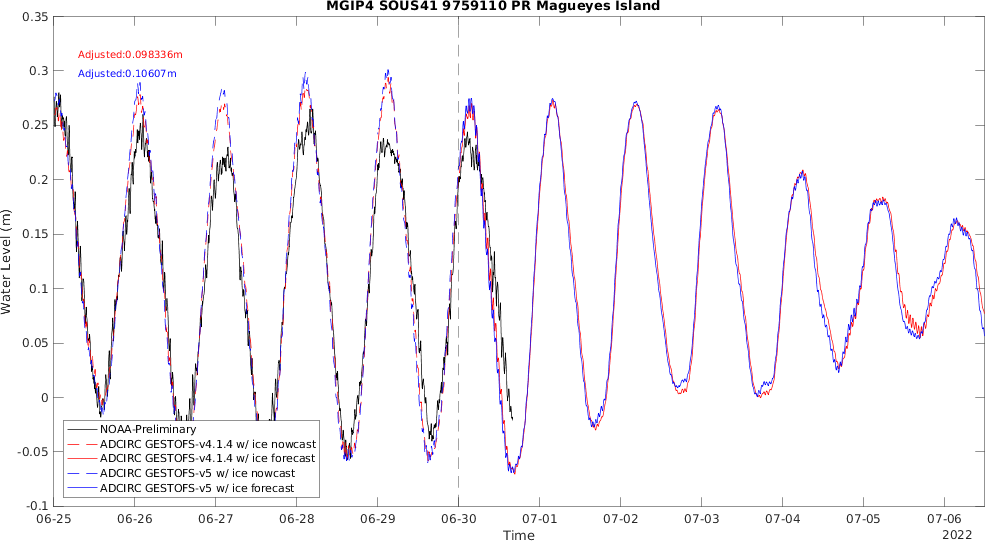 MGIP4 SOUS41 9759110 PR Magueyes Island
Adjusted:0.098336m
Adjusted:0.10607m
Water Level (m)
0.35
0.3
0.25
0.2
0.15
0.1
0.05
0
-0.05
-0.1
NOAA-Preliminary
ADCIRC GESTOFS-v4.1.4 w/ ice nowcast
ADCIRC GESTOFS-v4.1.4 w/ ice forecast
ADCIRC GESTOFS-v5 w/ ice nowcast
ADCIRC GESTOFS-v5 w/ ice forecast
06-25 06-26 06-27 06-28 06-29 06-30 07-01 07-02 07-03 07-04 07-05 07-06
Time
2022